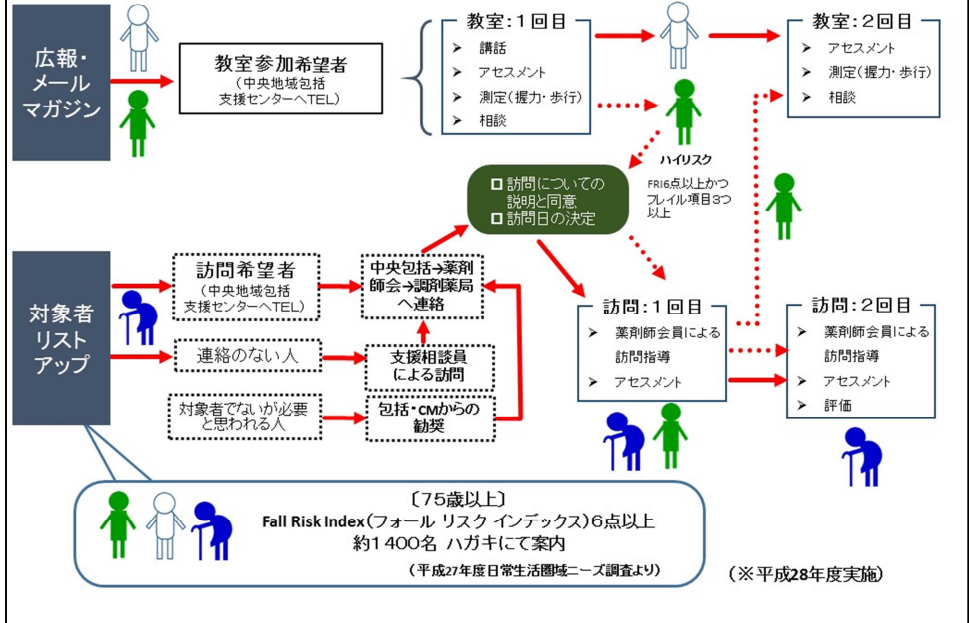 広報・
メール
マガジン
教室参加希望者
（中央地域包括
支援センターへTEL）
教室：１回目
➢ 講話
➢ アセスメント
➢ 測定（握力・歩行）
➢ 相談
教室：２回目
➢ アセスメント
➢ 測定（握力・歩行）
➢ 相談
ハイリスク
FRI6点以上かつ
フレイル項目3つ
以上
□ 訪問についての
説明と同意
□ 訪問日の決定
対象者
リスト
アップ
訪問希望者
（中央地域包括
支援センターへTEL）
中央包括→薬剤
師会→調剤薬局
へ連絡
連絡のない人
支援相談員
による訪問
対象者でないが必要
と思われる人
包括・CMからの
勧奨
訪問：１回目
➢ 薬剤師会員による
訪問指導
➢ アセスメント
訪問：２回目
➢ 薬剤師会員による
訪問指導
➢ アセスメント
➢ 評価
〔75歳以上〕
Fall Risk Index（フォール リスク インデックス）６点以上
約1400名 ハガキにて案内
（平成27年度日常生活圏域ニーズ調査より）
（※平成28年度実施）